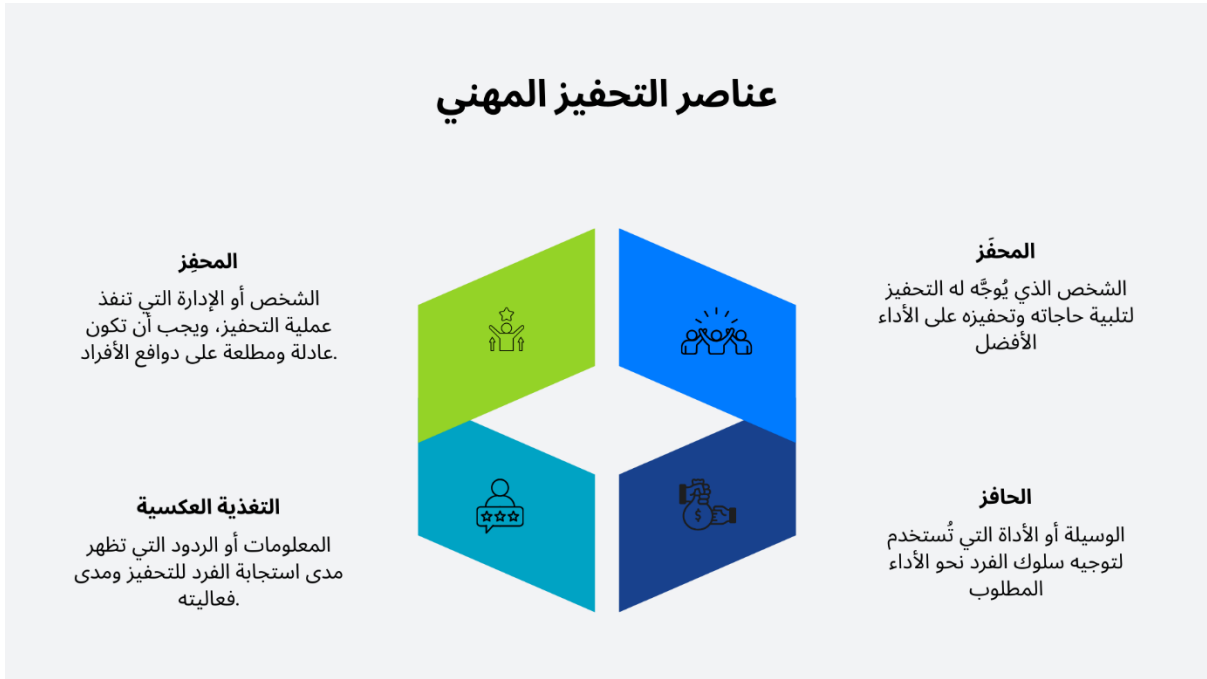 عناصر التحفيز المهني
المحفَز
الشخص الذي يُوجَّه له التحفيز
لتلبية حاجاته وتحفيزه على الأداء
الأفضل
المحفِز
الشخص أو الإدارة التي تنفذ
عملية التحفيز، ويجب أن تكون
عادلة ومطلعة على دوافع الأفراد.
الحافز
الوسيلة أو الأداة التي تُستخدم
لتوجيه سلوك الفرد نحو الأداء
المطلوب
التغذية العكسية
المعلومات أو الردود التي تظهر
مدى استجابة الفرد للتحفيز ومدى
فعاليته.
$